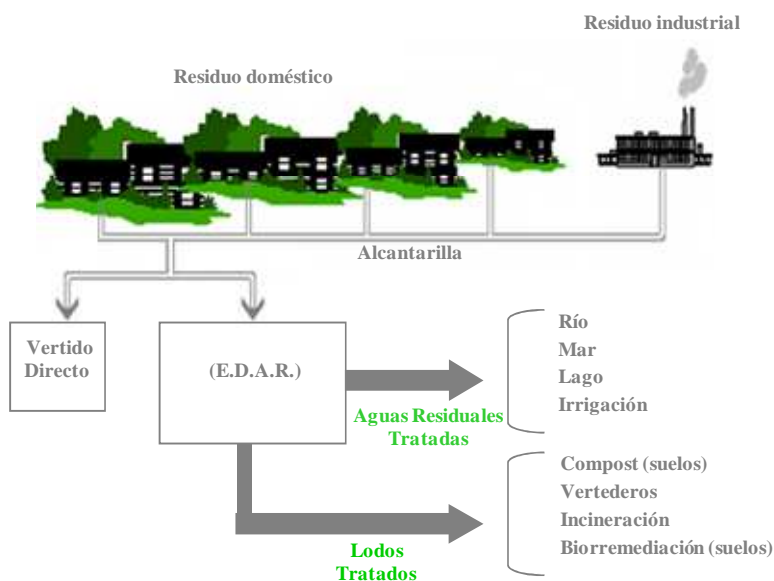 Residuo industrial
Residuo doméstico
Alcantarilla
Vertido
Directo
(E.D.A.R.)
Aguas Residuales
Tratadas
Río
Mar
Lago
Irrigación
Lodos
Tratados
Compost (suelos)
Vertederos
Incineración
Biorremediación (suelos)